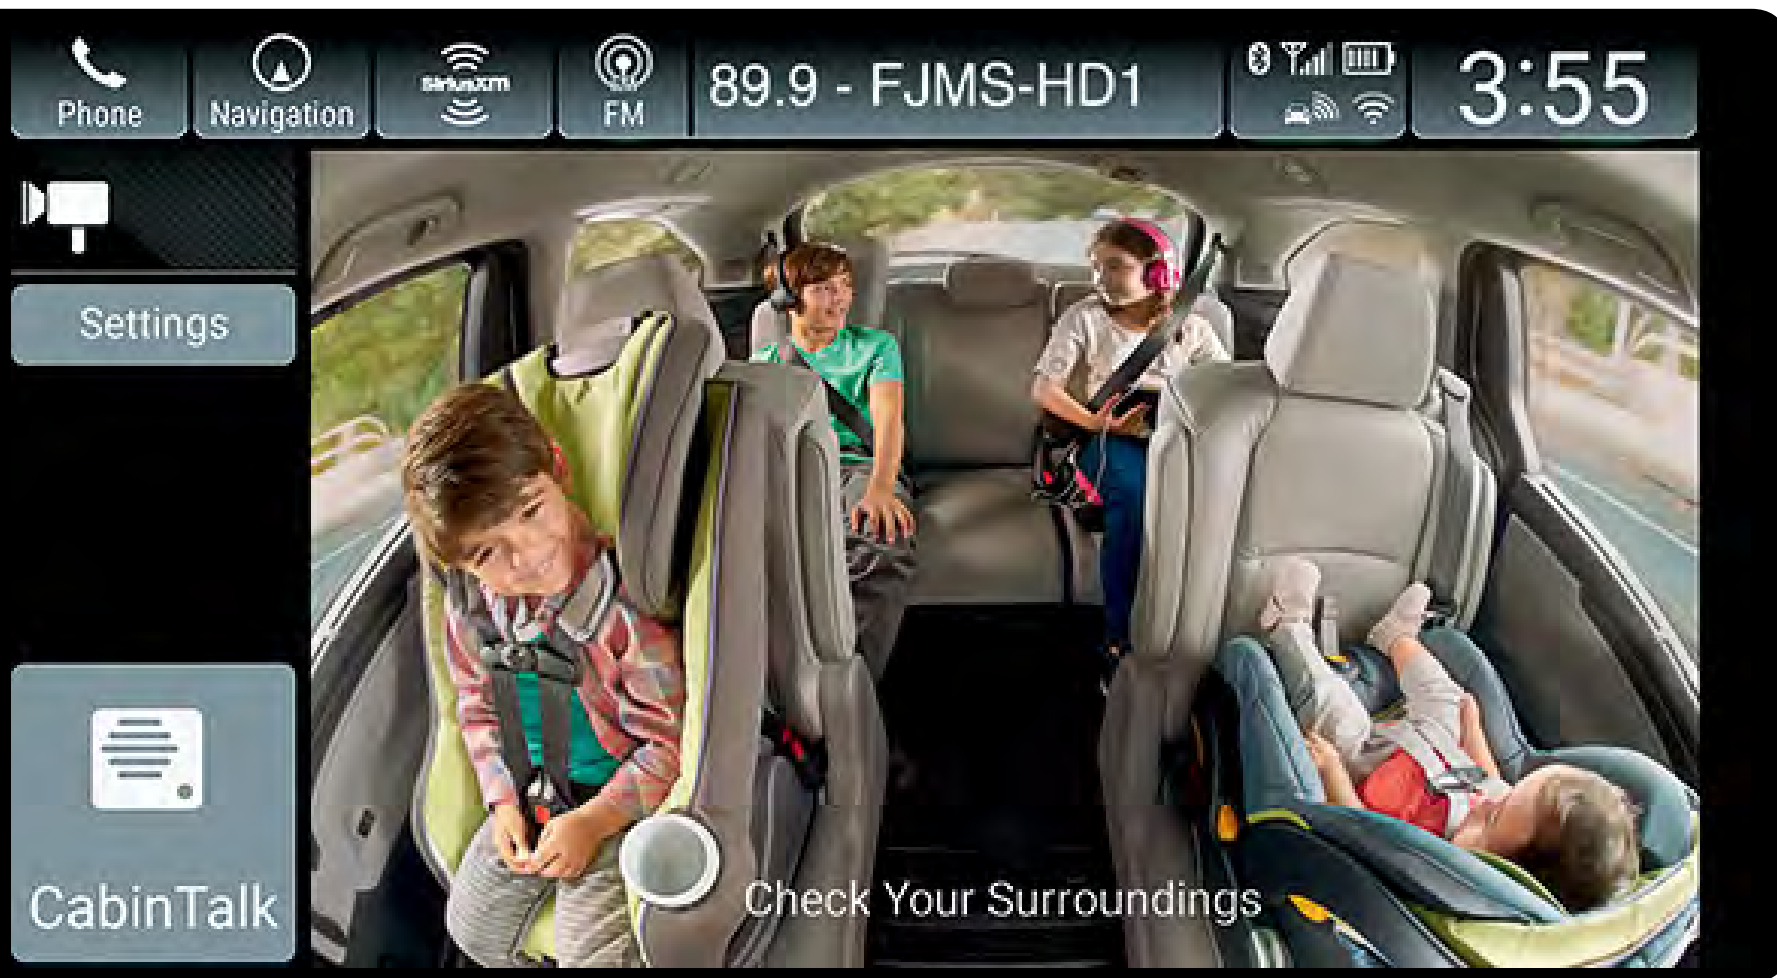 Phone
Navigation
SiriusXM
FM
89.9 - FJMS-HD1
3:55
Settings
CabinTalk
Check Your Surroundings